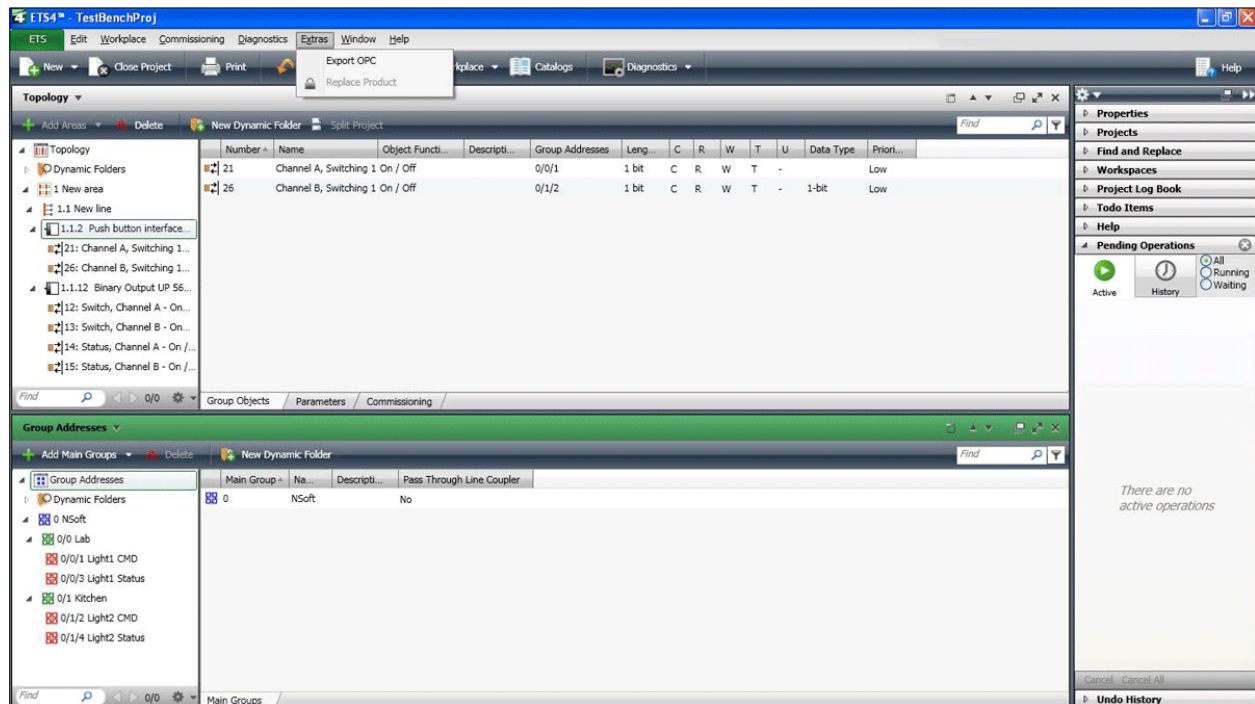 ETS4™ - TestBenchProj
ETS Edit Workplace Commissioning Diagnostics Extras Window Help
New Close Project Print kplace Catalogs Diagnostics Help
Export OPC
Replace Product
Topology
Add Areas Delete New Dynamic Folder Split Project Find
Topology
Dynamic Folders
1 New area
1.1 New line
1.1.2 Push button interface...
21: Channel A, Switching 1...
26: Channel B, Switching 1...
1.1.12 Binary Output UP 56...
12: Switch, Channel A - On...
13: Switch, Channel B - On...
14: Status, Channel A - On /...
15: Status, Channel B - On /...
Find 0/0
Number Name Object Functi... Descripti... Group Addresses Leng... C R W T U Data Type Priori...
21 Channel A, Switching 1 On / Off 0/0/1 1 bit C R W T - Low
26 Channel B, Switching 1 On / Off 0/1/2 1 bit C R W T - 1-bit Low
Group Objects Parameters Commissioning
Group Addresses
Add Main Groups Delete New Dynamic Folder Find
Group Addresses
Dynamic Folders
0 NSoft
0/0 Lab
0/0/1 Light1 CMD
0/0/3 Light1 Status
0/1 Kitchen
0/1/2 Light2 CMD
0/1/4 Light2 Status
Find 0/0
Main Group Na... Descripti... Pass Through Line Coupler
0 NSoft No
Main Groups
Properties
Projects
Find and Replace
Workspaces
Project Log Book
Todo Items
Help
Pending Operations
Active History
All
Running
Waiting
There are no
active operations
Cancel Cancel All
Undo History